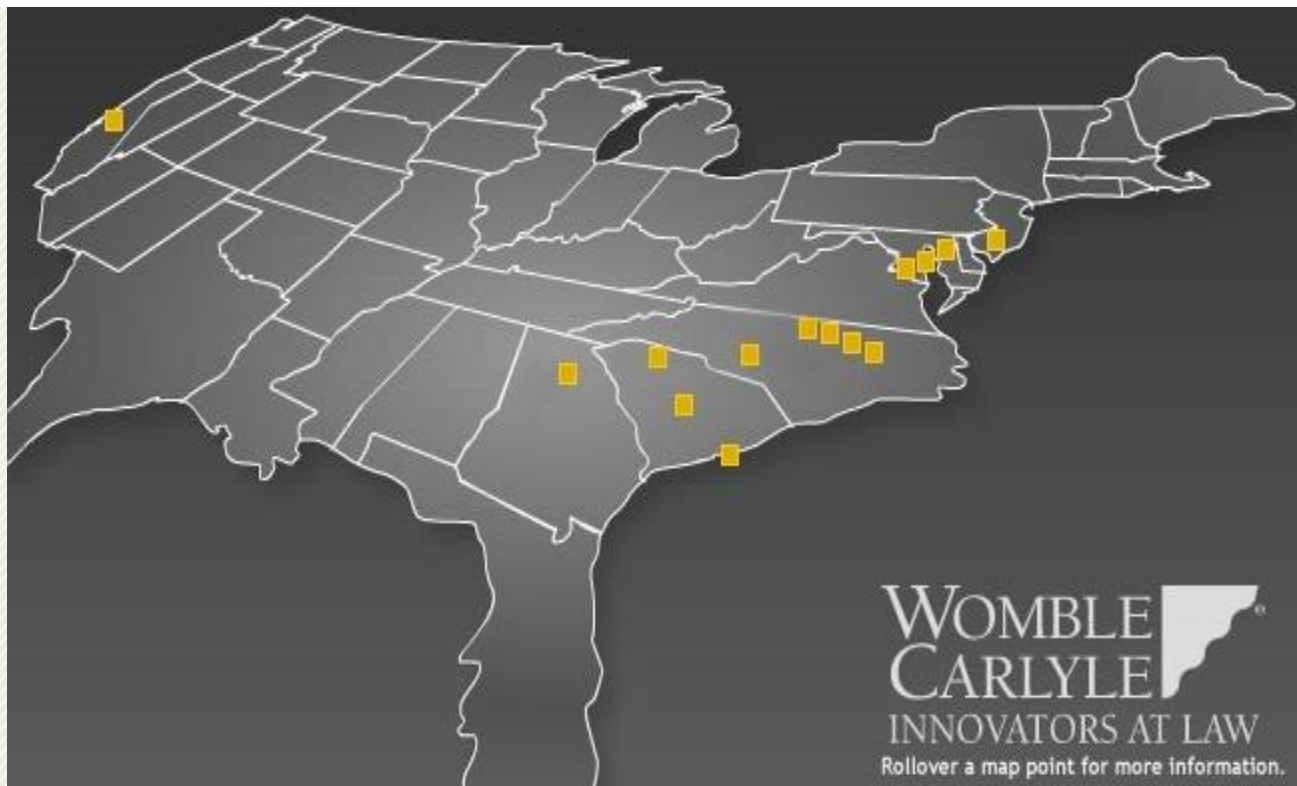 WOMBLE
CARLYLE
®
INNOVATORS AT LAW
Rollover a map point for more information.